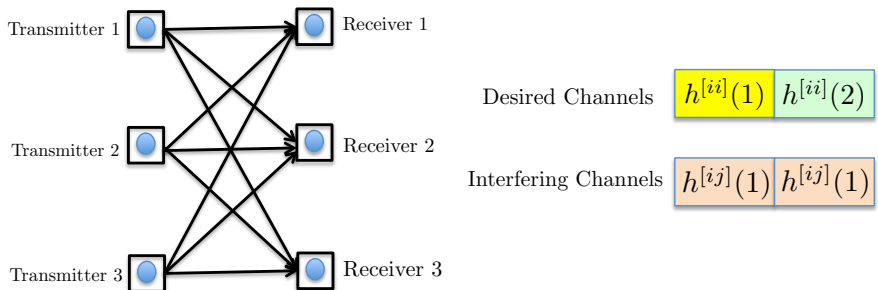 Transmitter 1
Receiver 1
Transmitter 2
Receiver 2
Transmitter 3
Receiver 3
Desired Channels
h^{[ii]}(1) h^{[ii]}(2)
Interfering Channels
h^{[ij]}(1) h^{[ij]}(1)